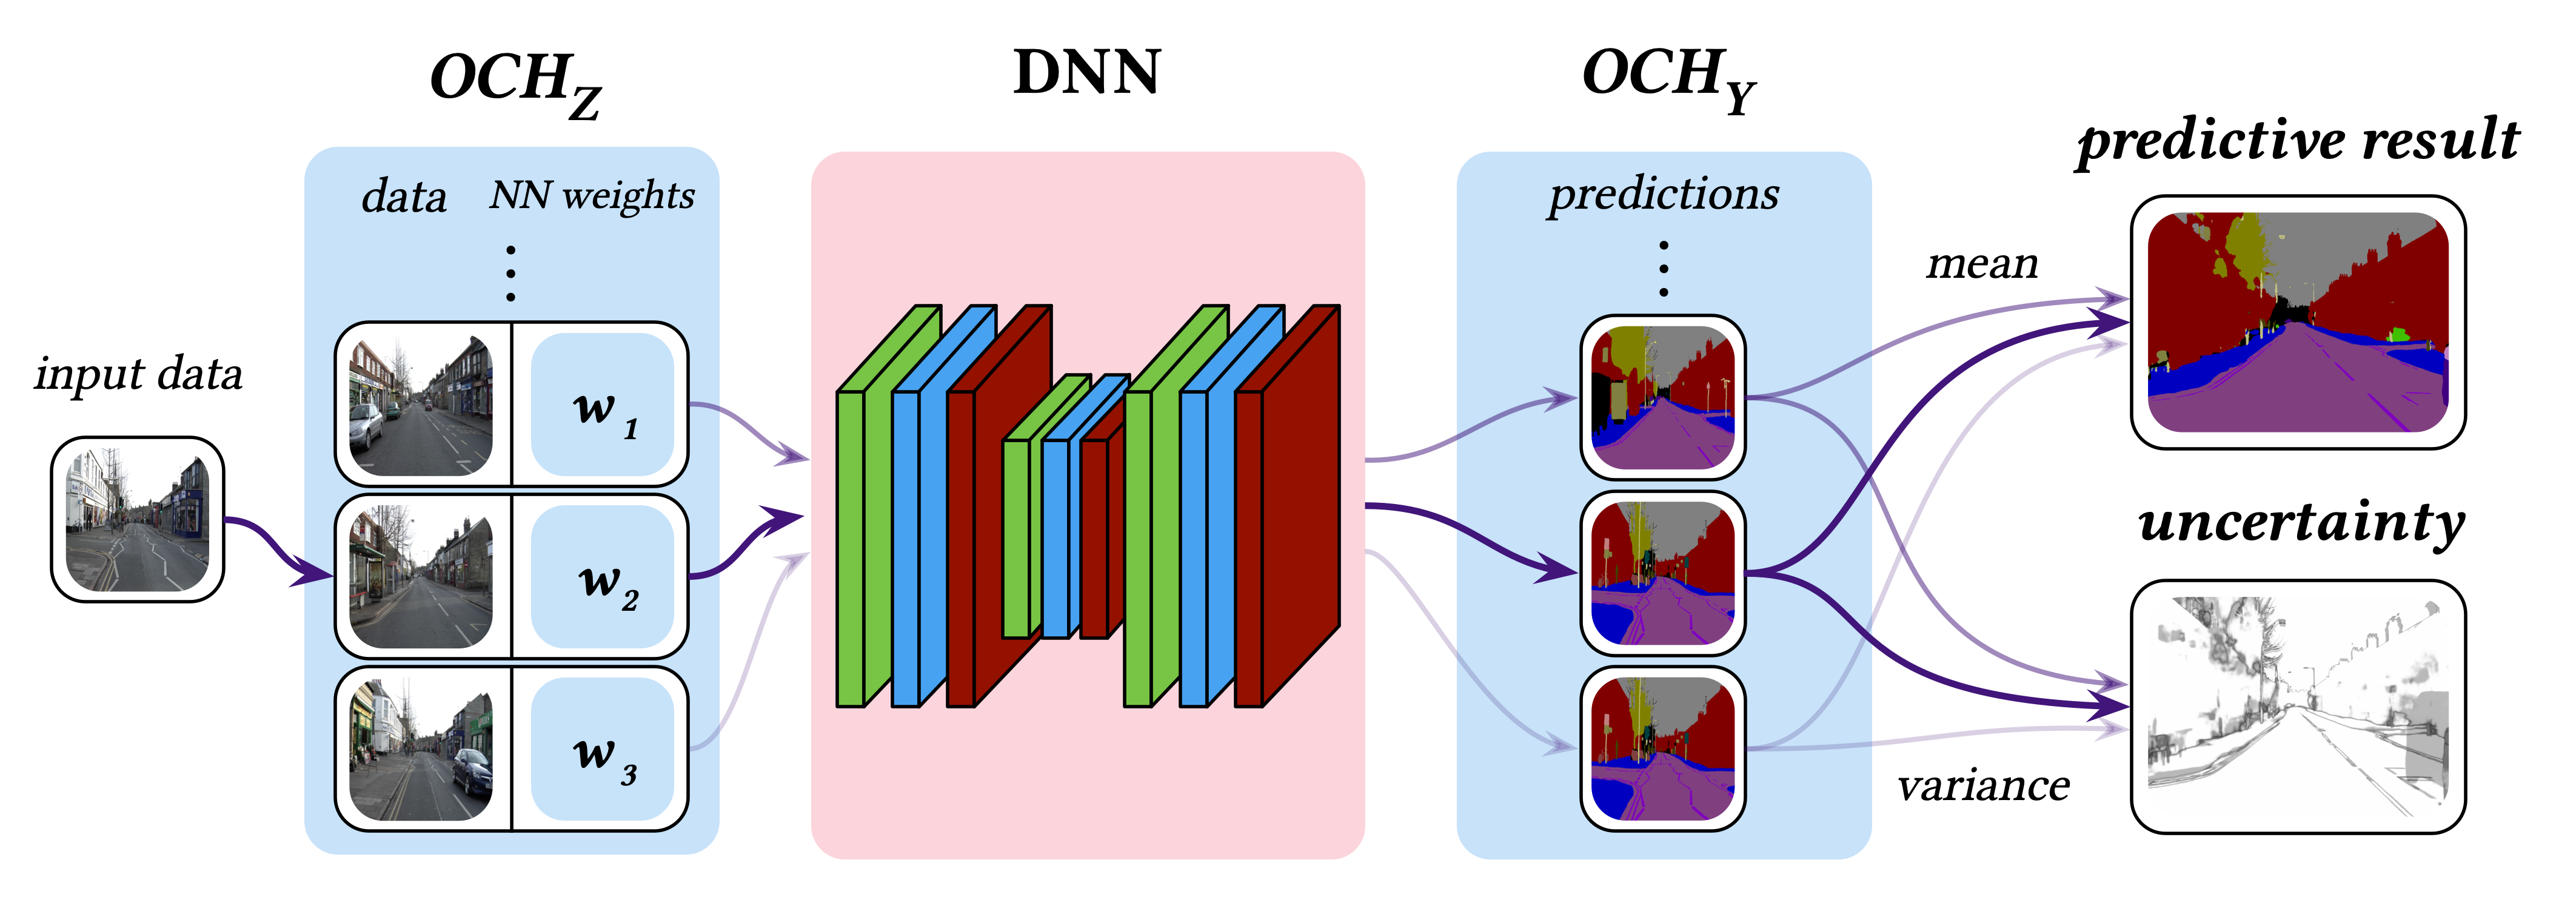 OCH_Z
DNN
OCH_Y
predictive result
data NN weights
predictions
mean
input data
w_1
w_2
w_3
uncertainty
variance